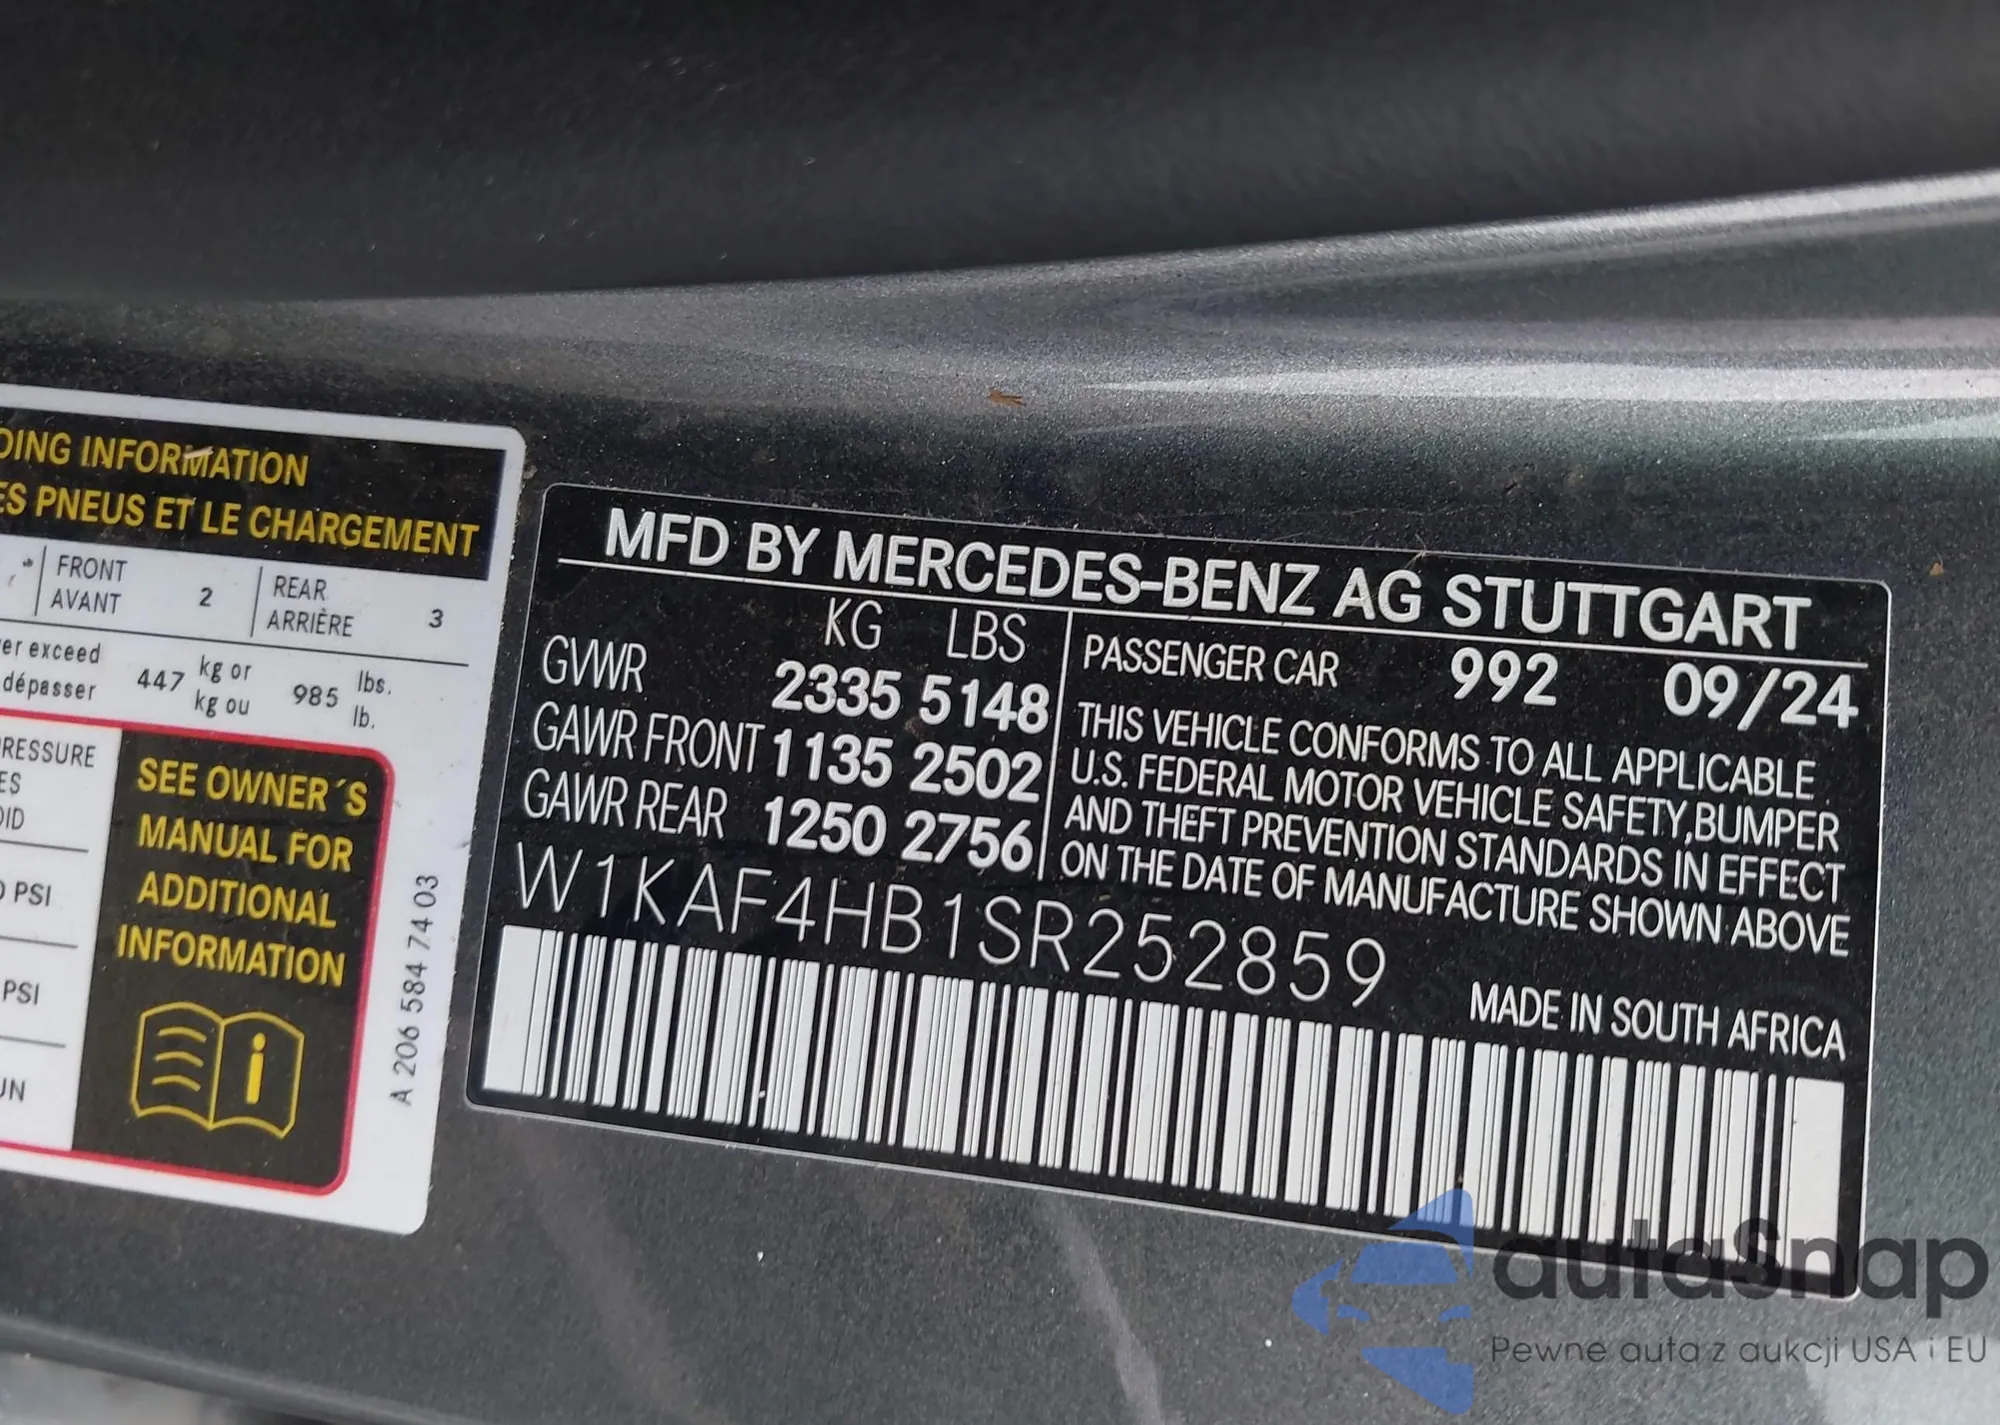 DING INFORMATION
ES PNEUS ET LE CHARGEMENT
FRONT
AVANT 2
REAR
ARRIÈRE 3
er exceed
dépasser 447 kg or
kg ou 985 lbs.
lb.
RESSURE
ES
OID
PSI
PSI
UN
SEE OWNER´S
MANUAL FOR
ADDITIONAL
INFORMATION
i
A 206 584 74 03
MFD BY MERCEDES-BENZ AG STUTTGART
KG LBS
GVWR 2335 5148
GAWR FRONT 1135 2502
GAWR REAR 1250 2756
PASSENGER CAR 992 09/24
THIS VEHICLE CONFORMS TO ALL APPLICABLE
U.S. FEDERAL MOTOR VEHICLE SAFETY,BUMPER
AND THEFT PREVENTION STANDARDS IN EFFECT
ON THE DATE OF MANUFACTURE SHOWN ABOVE
W1KAF4HB1SR252859
MADE IN SOUTH AFRICA
autaSnap
Pewne auta z aukcji USA i EU